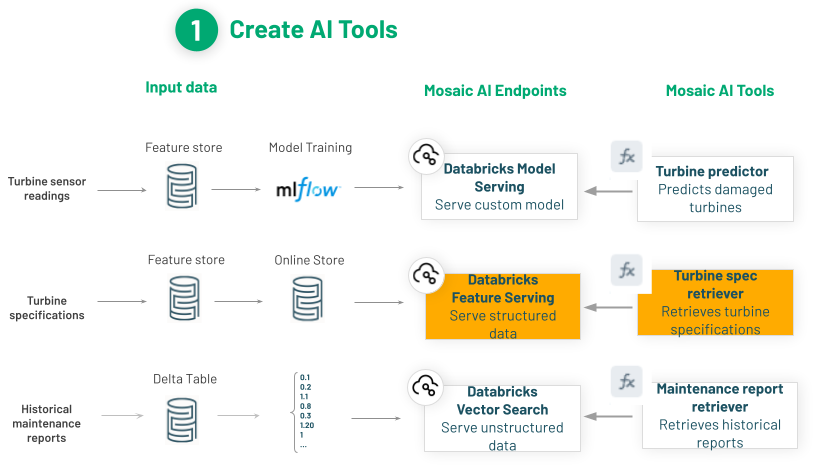 1 Create AI Tools
Input data
Mosaic AI Endpoints
Mosaic AI Tools
Turbine sensor
readings
Feature store
Model Training
mlflow
Databricks Model
Serving
Serve custom model
fx
Turbine predictor
Predicts damaged
turbines
Turbine
specifications
Feature store
Online Store
Databricks
Feature Serving
Serve structured
data
fx
Turbine spec
retriever
Retrieves turbine
specifications
Historical
maintenance
reports
Delta Table
0.1
0.2
1.1
0.8
0.3
1.20
1
...
Databricks
Vector Search
Serve unstructured
data
fx
Maintenance report
retriever
Retrieves historical
reports